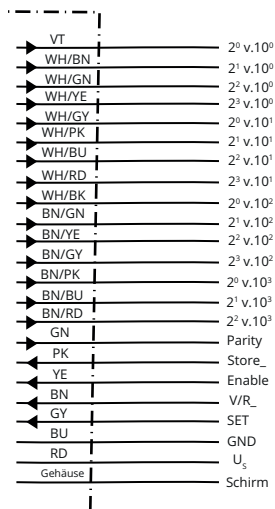 VT 2⁰ v.10⁰
WH/BN 2¹ v.10⁰
WH/GN 2² v.10⁰
WH/YE 2³ v.10⁰
WH/GY 2⁰ v.10¹
WH/PK 2¹ v.10¹
WH/BU 2² v.10¹
WH/RD 2³ v.10¹
WH/BK 2⁰ v.10²
BN/GN 2¹ v.10²
BN/YE 2² v.10²
BN/GY 2³ v.10²
BN/PK 2⁰ v.10³
BN/BU 2¹ v.10³
BN/RD 2² v.10³
GN Parity
PK Store_
YE Enable
BN V/R_
GY SET
BU GND
RD Uₛ
Gehäuse Schirm